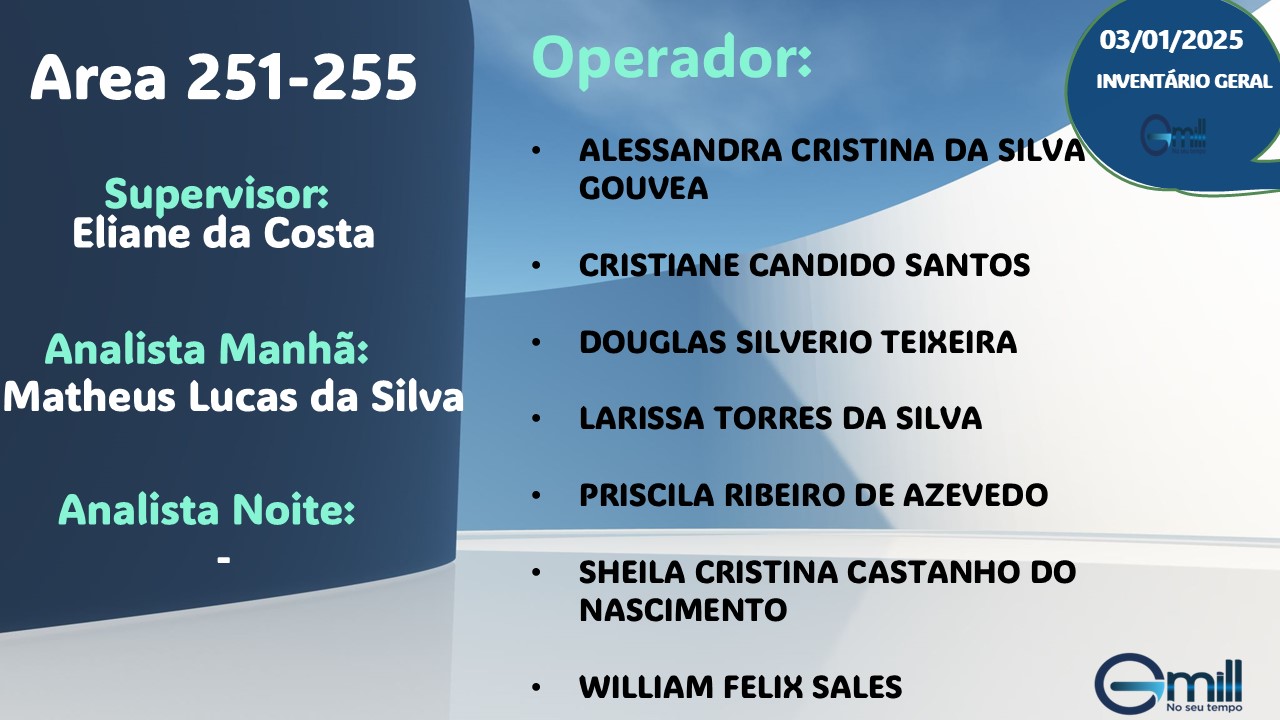 Area 251-255
Supervisor:
Eliane da Costa
Analista Manhã:
Matheus Lucas da Silva
Analista Noite:
-
Operador:
• ALESSANDRA CRISTINA DA SILVA
GOUVEA
• CRISTIANE CANDIDO SANTOS
• DOUGLAS SILVERIO TEIXEIRA
• LARISSA TORRES DA SILVA
• PRISCILA RIBEIRO DE AZEVEDO
• SHEILA CRISTINA CASTANHO DO
NASCIMENTO
• WILLIAM FELIX SALES
03/01/2025
INVENTÁRIO GERAL
Gmill
Gmill
No seu tempo